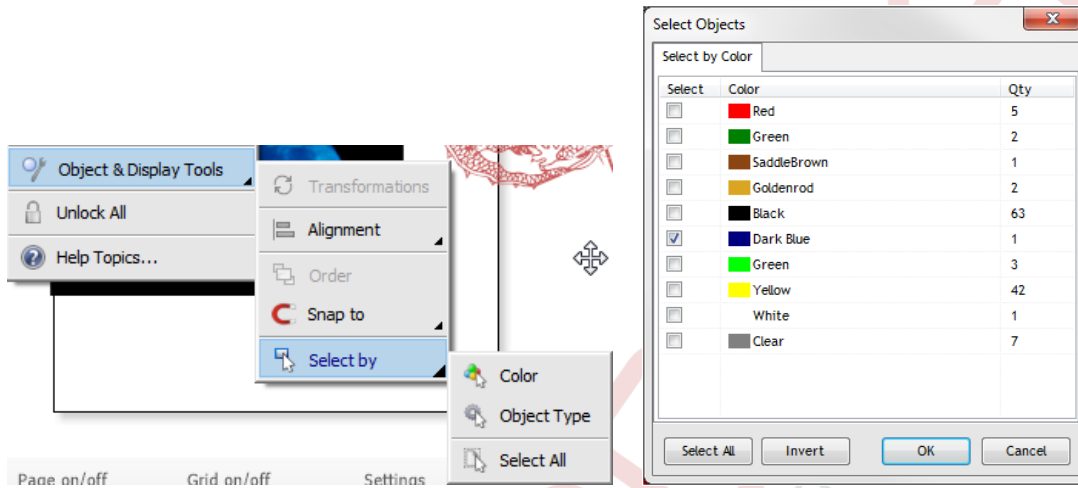 Object & Display Tools
Unlock All
Help Topics...
Transformations
Alignment
Order
Snap to
Select by
Color
Object Type
Select All
Page on/off Grid on/off Settings
Select Objects
Select by Color
Select Color Qty
Red 5
Green 2
SaddleBrown 1
Goldenrod 2
Black 63
Dark Blue 1
Green 3
Yellow 42
White 1
Clear 7
Select All Invert OK Cancel